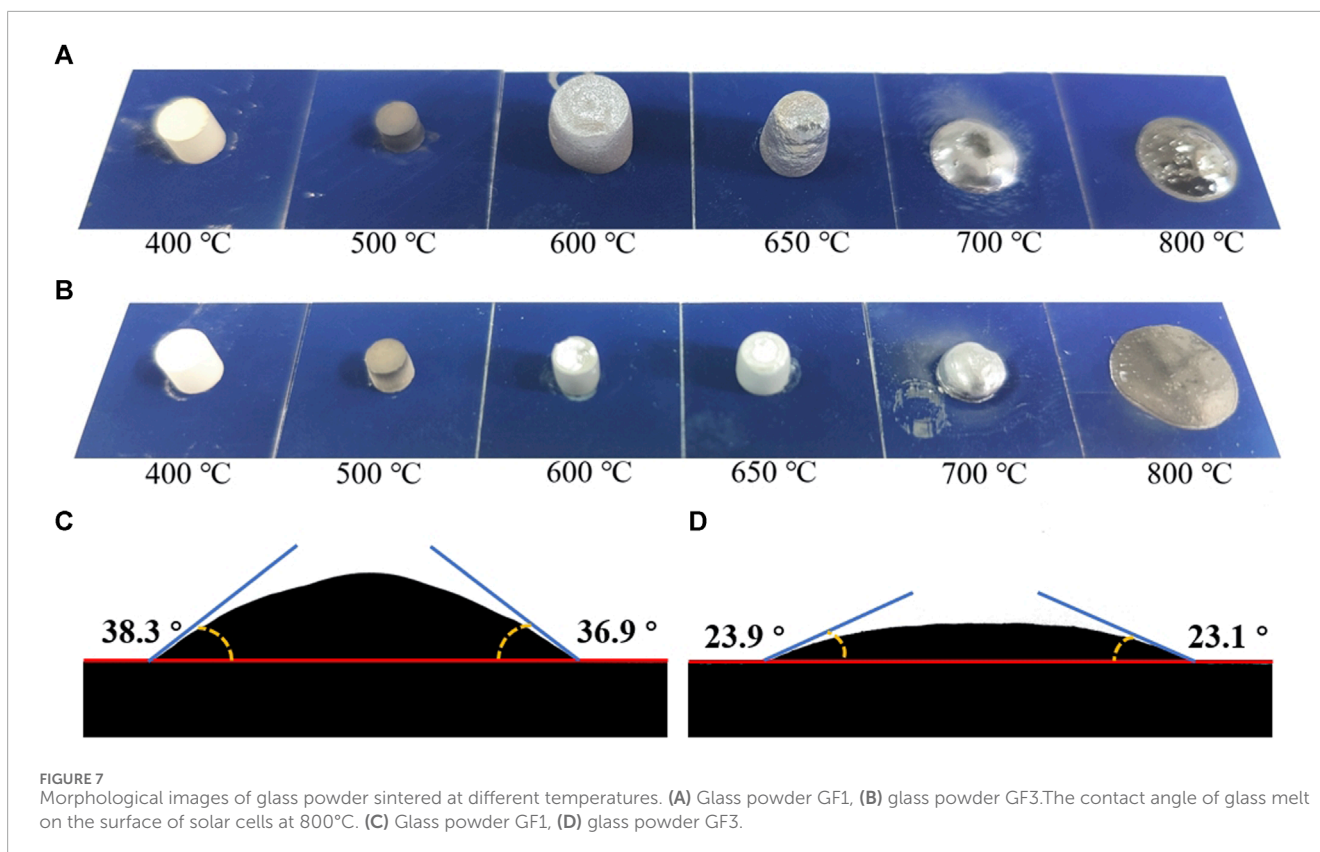 A
400 °C 500 °C 600 °C 650 °C 700 °C 800 °C
B
400 °C 500 °C 600 °C 650 °C 700 °C 800 °C
C D
38.3 ° 36.9 ° 23.9 ° 23.1 °
FIGURE 7
Morphological images of glass powder sintered at different temperatures. (A) Glass powder GF1, (B) glass powder GF3.The contact angle of glass melt
on the surface of solar cells at 800°C. (C) Glass powder GF1, (D) glass powder GF3.